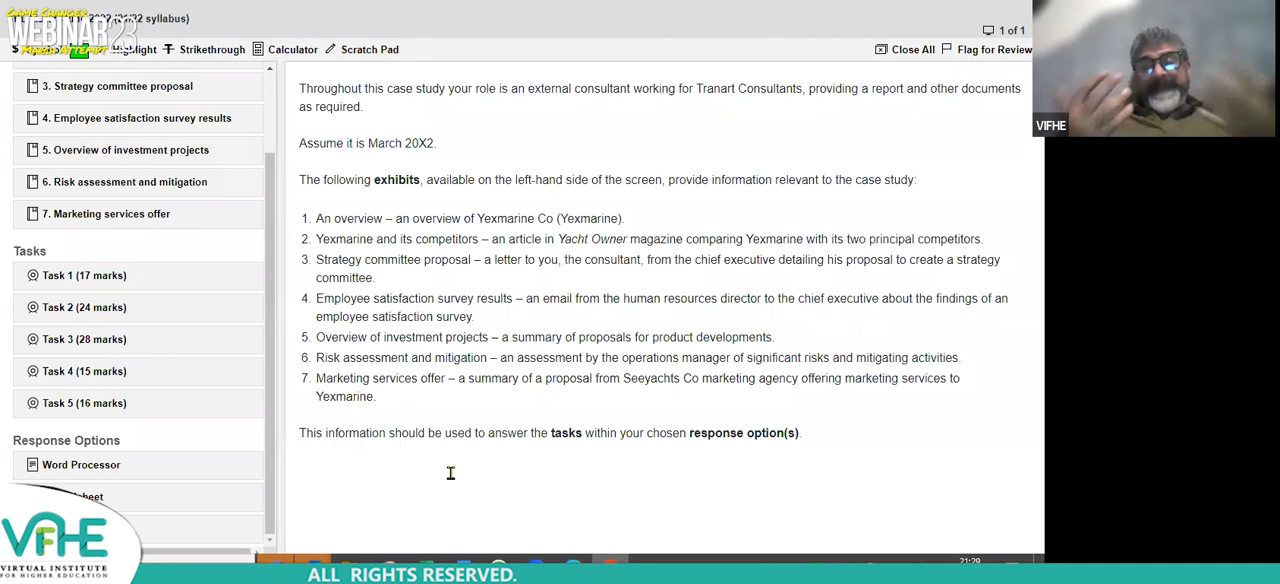 GAME CHANGER
WEBINAR'23
MARCH ATTEMPT
(21/22 syllabus)
Highlight
Strikethrough
Calculator
Scratch Pad
1 of 1
Close All
Flag for Review
3. Strategy committee proposal
4. Employee satisfaction survey results
5. Overview of investment projects
6. Risk assessment and mitigation
7. Marketing services offer
Tasks
Task 1 (17 marks)
Task 2 (24 marks)
Task 3 (28 marks)
Task 4 (15 marks)
Task 5 (16 marks)
Response Options
Word Processor
Throughout this case study your role is an external consultant working for Tranart Consultants, providing a report and other documents
as required.
Assume it is March 20X2.
The following exhibits, available on the left-hand side of the screen, provide information relevant to the case study:
1. An overview – an overview of Yexmarine Co (Yexmarine).
2. Yexmarine and its competitors – an article in Yacht Owner magazine comparing Yexmarine with its two principal competitors.
3. Strategy committee proposal – a letter to you, the consultant, from the chief executive detailing his proposal to create a strategy
committee.
4. Employee satisfaction survey results – an email from the human resources director to the chief executive about the findings of an
employee satisfaction survey.
5. Overview of investment projects – a summary of proposals for product developments.
6. Risk assessment and mitigation – an assessment by the operations manager of significant risks and mitigating activities.
7. Marketing services offer – a summary of a proposal from Seeyachts Co marketing agency offering marketing services to
Yexmarine.
This information should be used to answer the tasks within your chosen response option(s).
VIFHE
21:29
VIFHE
VIRTUAL INSTITUTE
FOR HIGHER EDUCATION
ALL RIGHTS RESERVED.